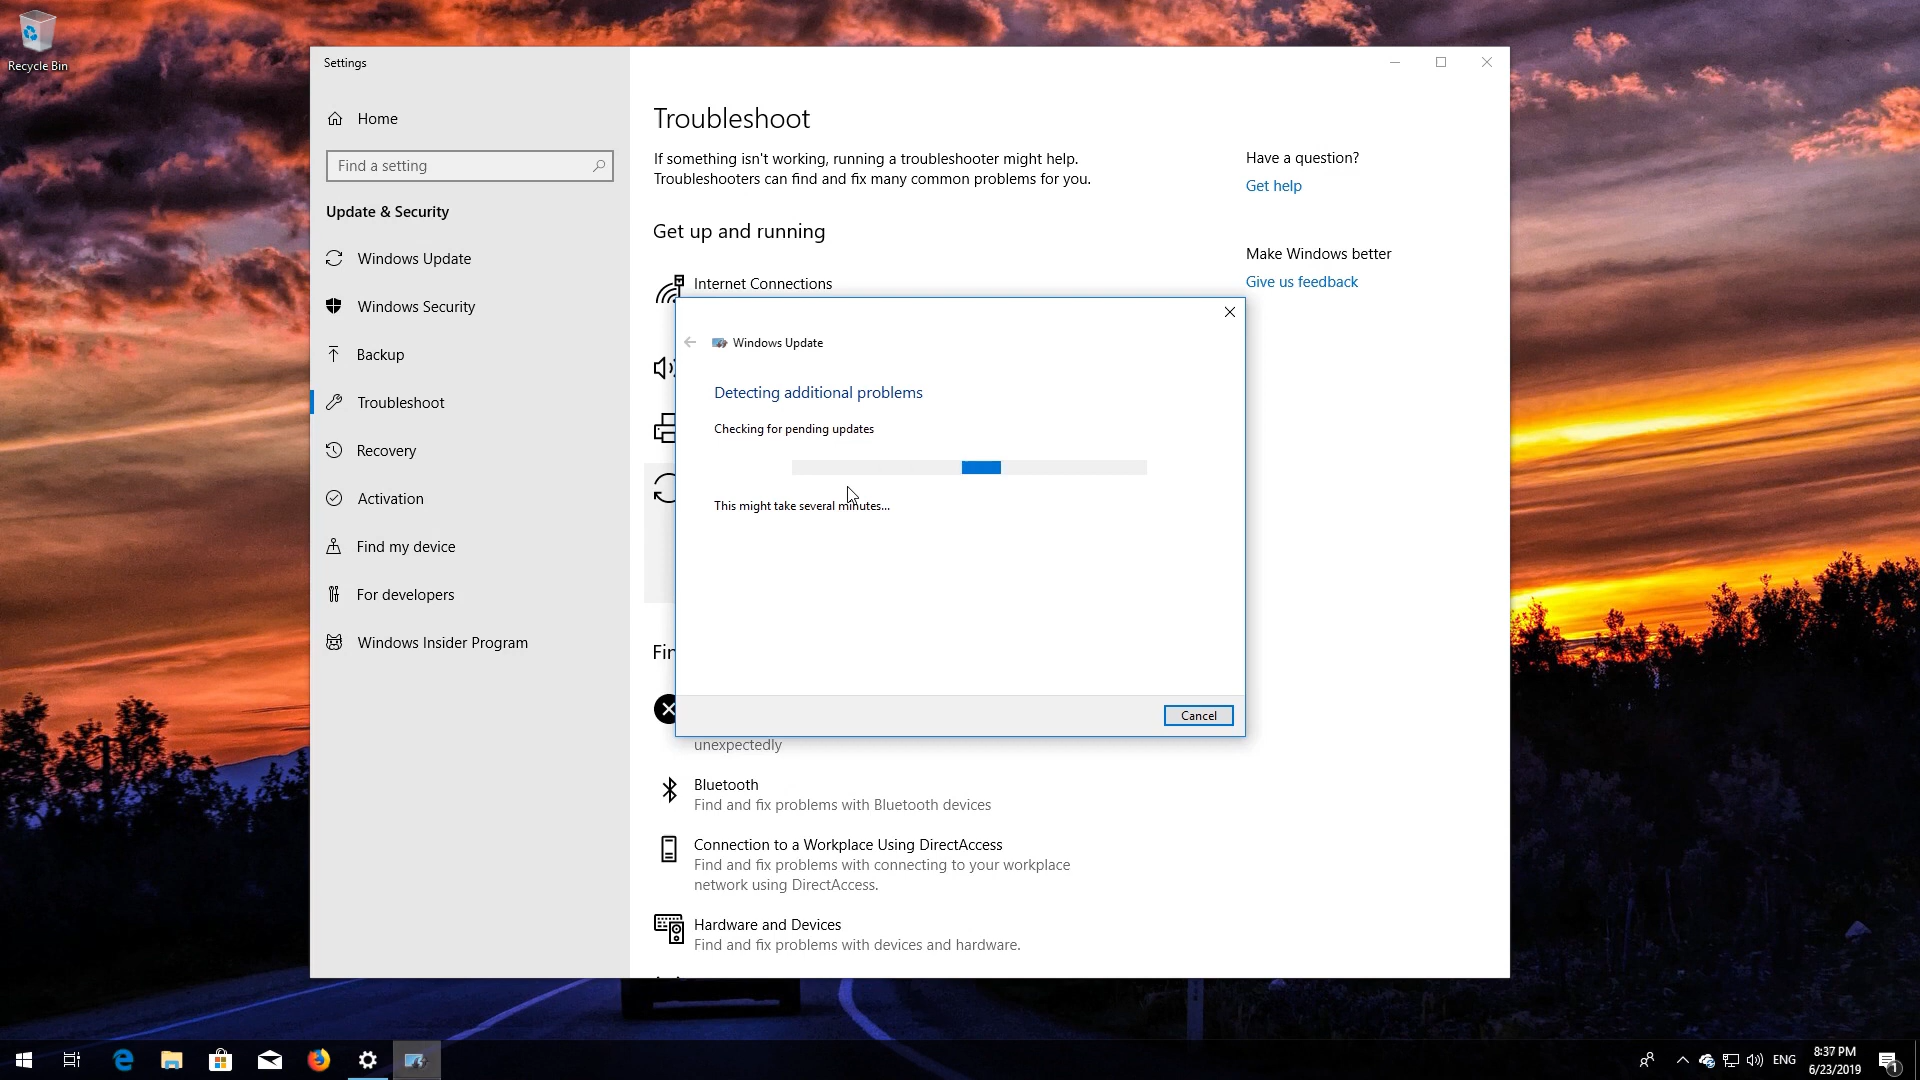 Recycle Bin
Settings
Home
Find a setting
Update & Security
Windows Update
Windows Security
Backup
Troubleshoot
Recovery
Activation
Find my device
For developers
Windows Insider Program
Troubleshoot
If something isn't working, running a troubleshooter might help.
Troubleshooters can find and fix many common problems for you.
Get up and running
Internet Connections
Have a question?
Get help
Make Windows better
Give us feedback
Windows Update
Detecting additional problems
Checking for pending updates
This might take several minutes...
Cancel
unexpectedly
Bluetooth
Find and fix problems with Bluetooth devices
Connection to a Workplace Using DirectAccess
Find and fix problems with connecting to your workplace
network using DirectAccess.
Hardware and Devices
Find and fix problems with devices and hardware.
ENG
8:37 PM
6/23/2019
1